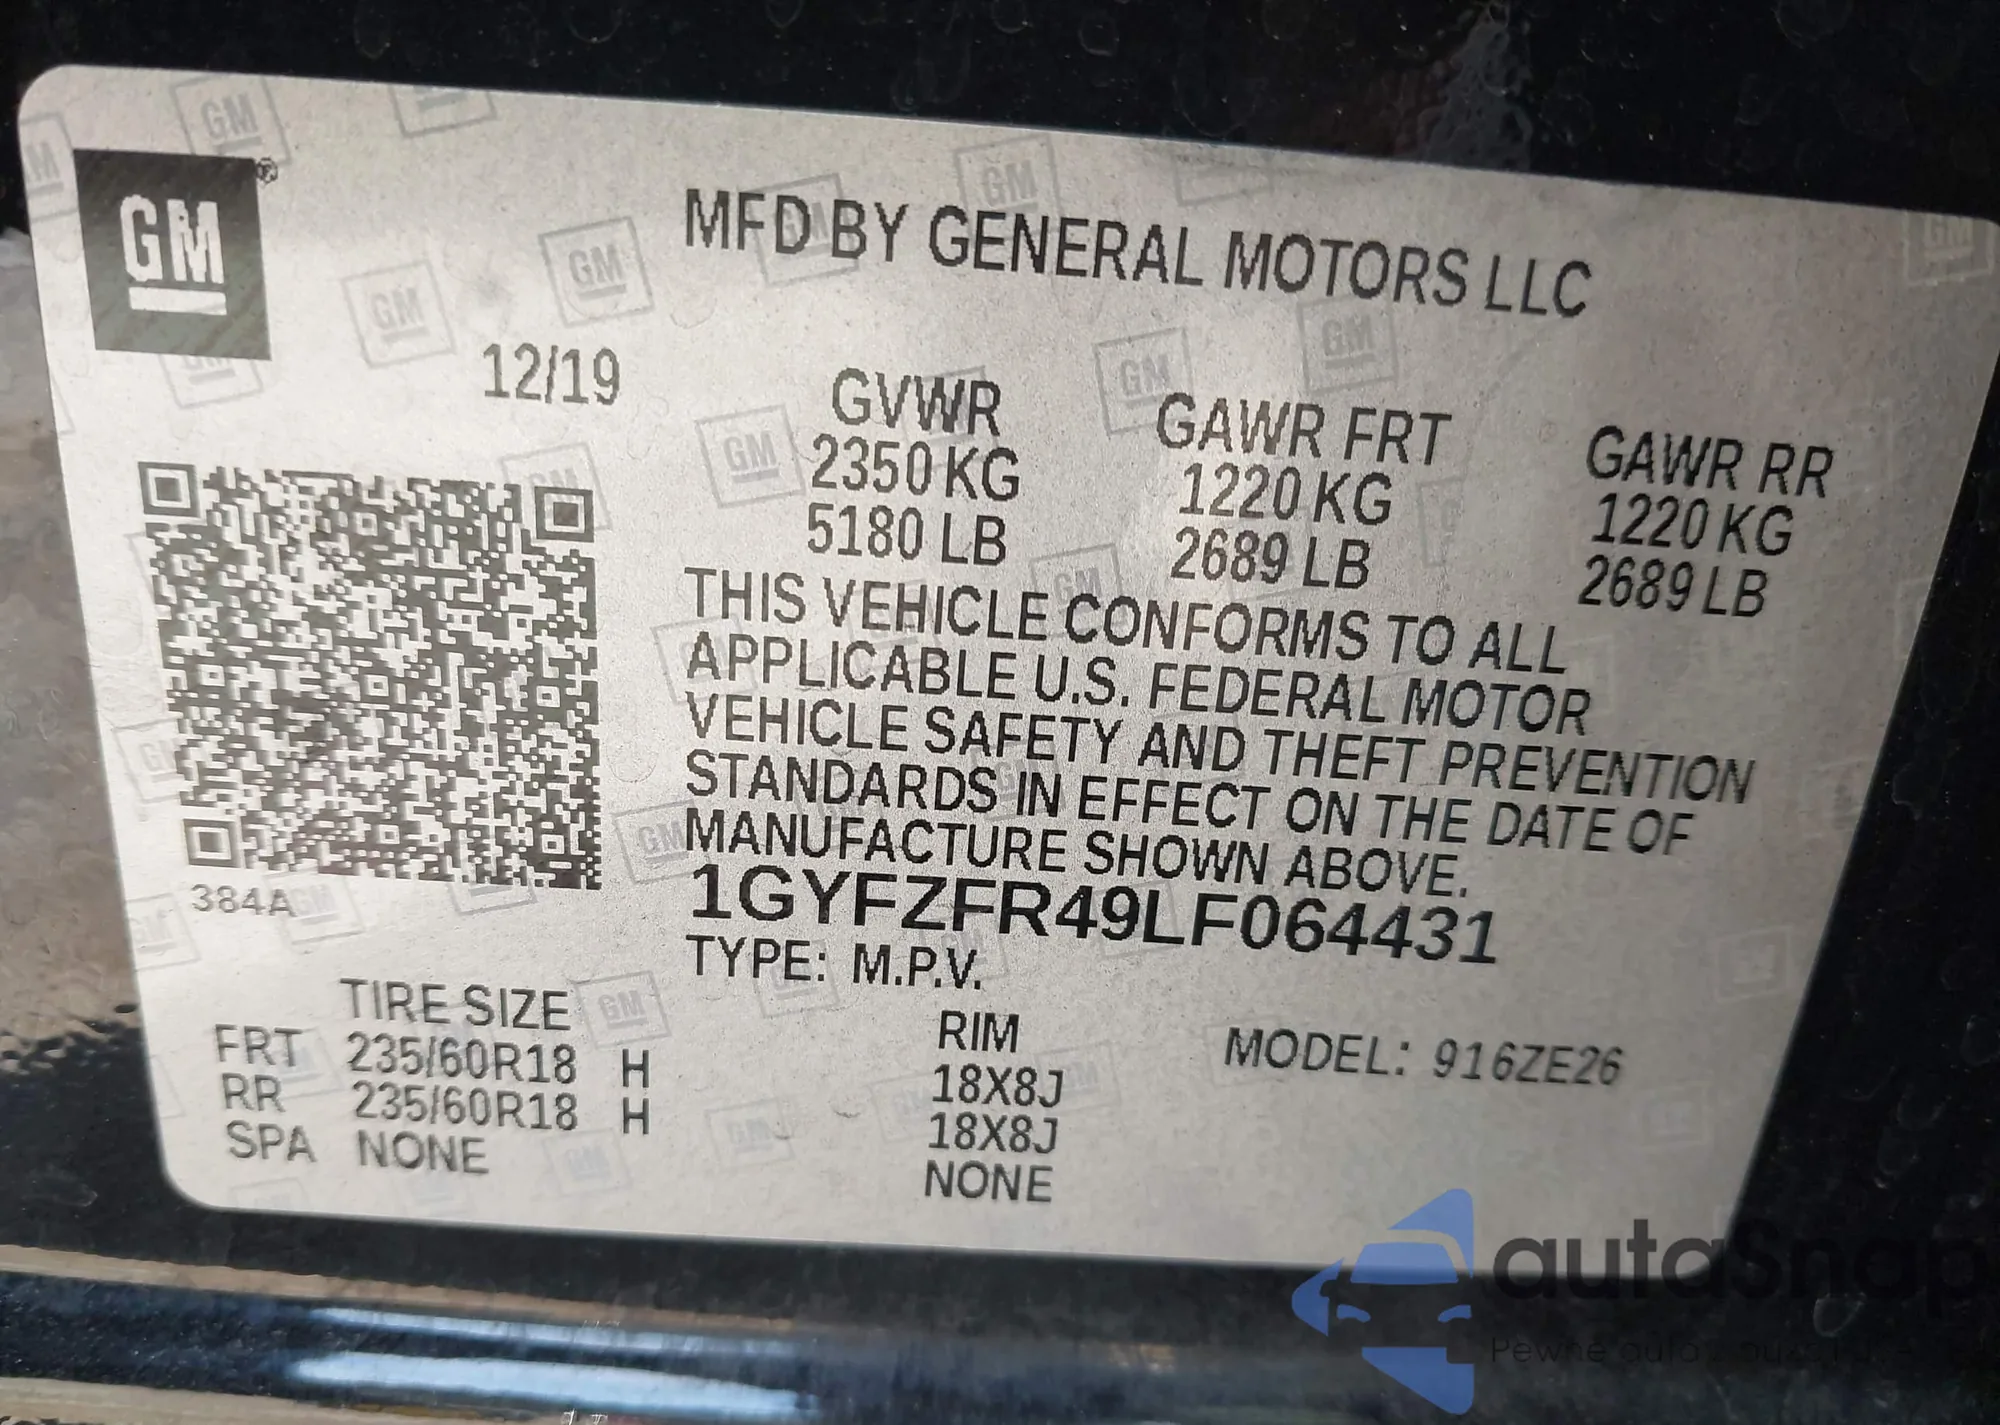 GM®
MFD BY GENERAL MOTORS LLC
12/19
GVWR GAWR FRT GAWR RR
2350 KG 1220 KG 1220 KG
5180 LB 2689 LB 2689 LB
THIS VEHICLE CONFORMS TO ALL
APPLICABLE U.S. FEDERAL MOTOR
VEHICLE SAFETY AND THEFT PREVENTION
STANDARDS IN EFFECT ON THE DATE OF
MANUFACTURE SHOWN ABOVE.
384A
1GYFZFR49LF064431
TYPE: M.P.V.
TIRE SIZE RIM MODEL: 916ZE26
FRT 235/60R18 H 18X8J
RR 235/60R18 H 18X8J
SPA NONE NONE
autaSnap
Pewne auto